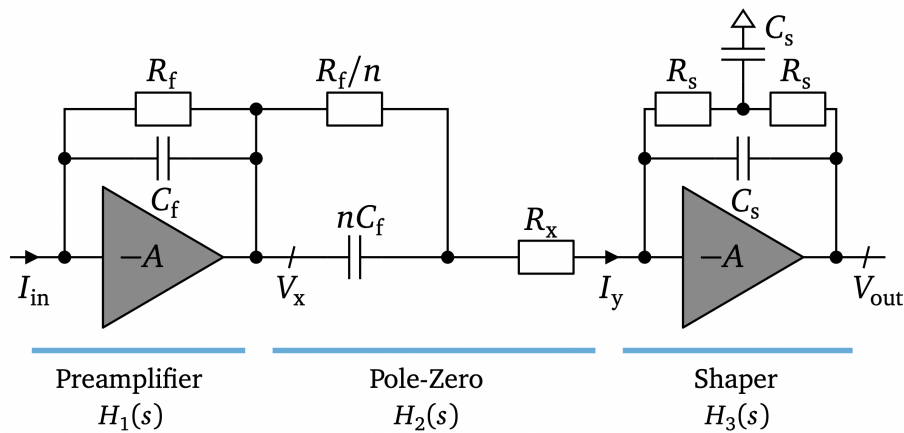 C_s
R_f
R_f/n
R_s
R_s
C_f
nC_f
R_x
C_s
−A
−A
I_in
V_x
I_y
V_out
Preamplifier
Pole-Zero
Shaper
H_1(s)
H_2(s)
H_3(s)